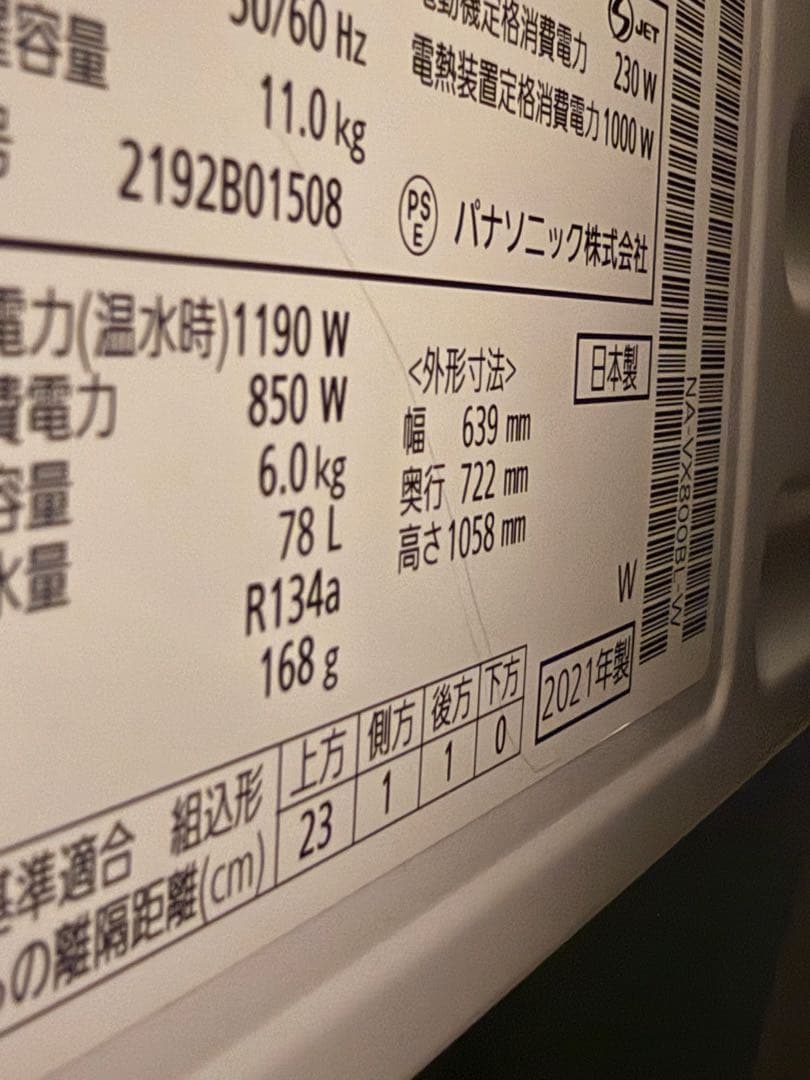 50/60 Hz
容量
11.0 kg
2192B01508
電動機定格消費電力 230 W
電熱装置定格消費電力 1000 W
JET
PS
E
パナソニック株式会社
電力(温水時) 1190 W
費電力 850 W
容量 6.0 kg
水量 78 L
R134a
168 g
<外形寸法>
幅 639 mm
奥行 722 mm
高さ 1058 mm
日本製
W
2021年製
NA-VX800BL-W
基準適合 組込形
の離隔距離(cm)
上方 側方 後方 下方
23 1 1 0